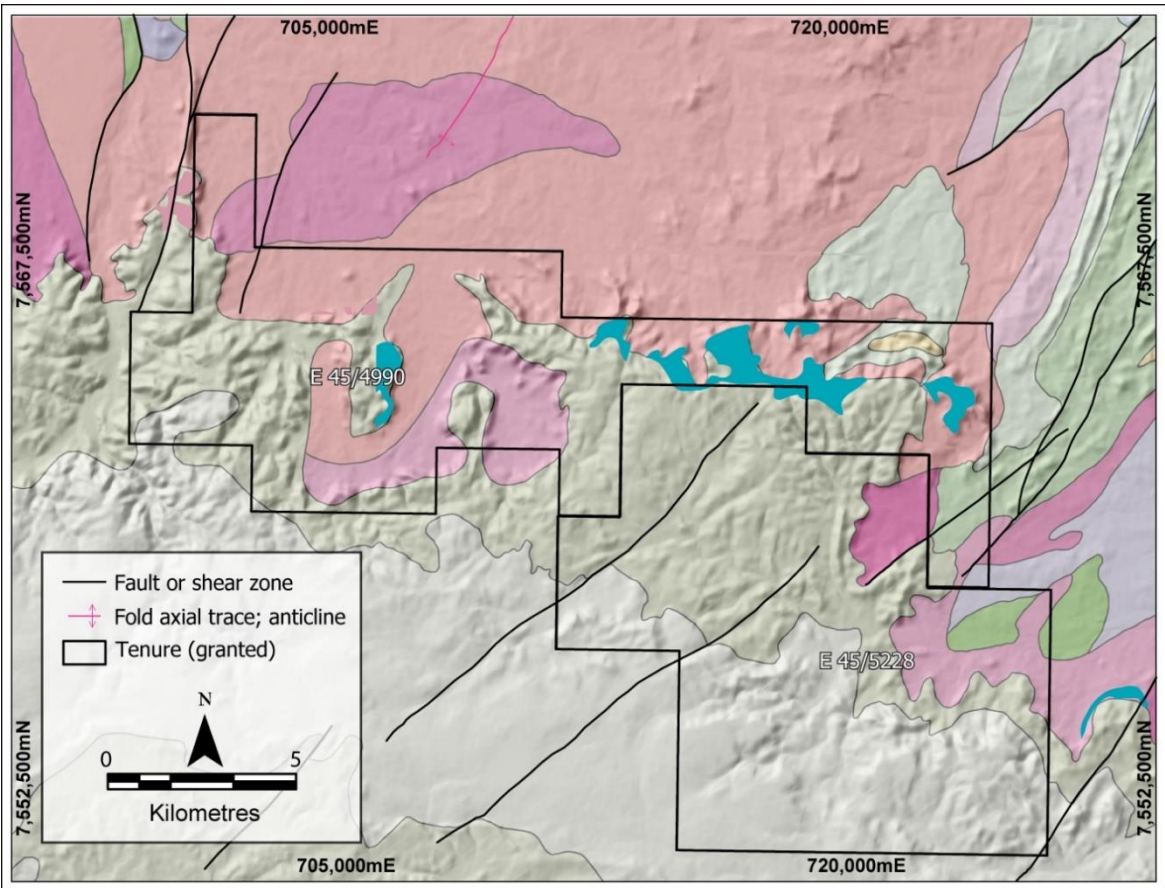 705,000mE
720,000mE
7,567,500mN
7,567,500mN
E 45/4990
Fault or shear zone
Fold axial trace; anticline
Tenure (granted)
N
0
5
Kilometres
E 45/5228
7,552,500mN
7,552,500mN
705,000mE
720,000mE